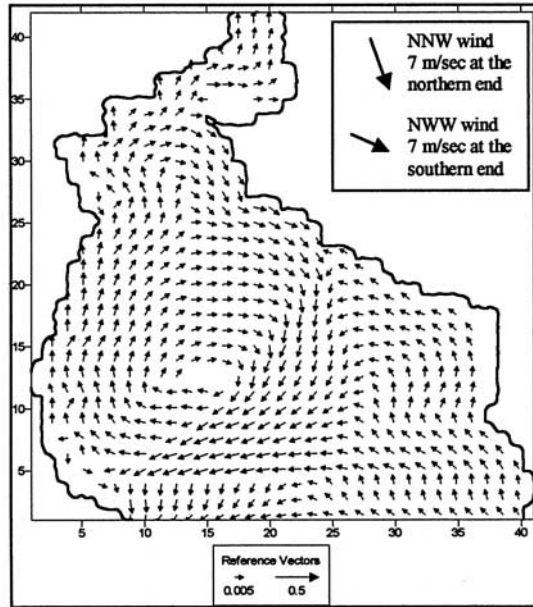 NNW wind
7 m/sec at the
northern end
NWW wind
7 m/sec at the
southern end
40
35
30
25
20
15
10
5
5 10 15 20 25 30 35 40
Reference Vectors
0.005 0.5